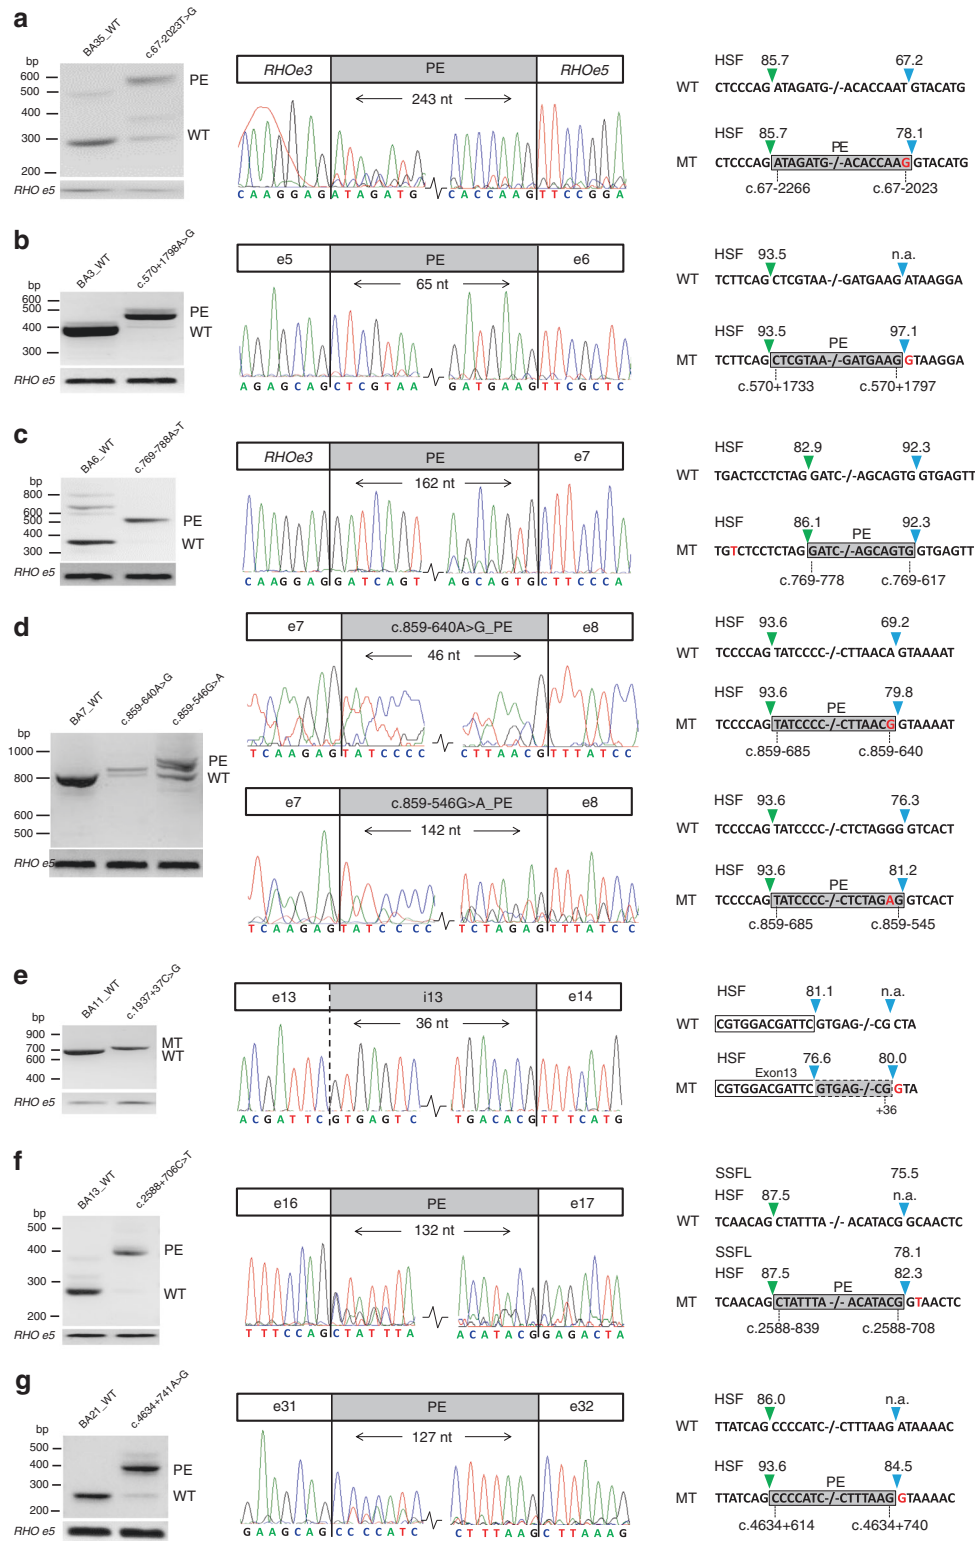 a
BA35_WT
c.67-2023T>G
bp
600
500
400
300
200
PE
WT
RHO e5
RHOe3
PE
RHOe5
243 nt
C A A G G A G A T A G A T G
C A C C A A G T T C C G G A
HSF
85.7
67.2
WT
CTCCCAG ATAGATG-/-ACACCAAT GTACATG
HSF
85.7
78.1
PE
MT
CTCCCAG ATAGATG-/-ACACCAAG GTACATG
c.67-2266
c.67-2023
b
BA3_WT
c.570+1798A>G
bp
600
500
400
300
PE
WT
RHO e5
e5
PE
e6
65 nt
A G A G C A G C T C G T A A
G A T G A A G T T C G C T C
HSF
93.5
n.a.
WT
TCTTCAG CTCGTAA-/-GATGAAG ATAAGGA
HSF
93.5
97.1
PE
MT
TCTTCAG CTCGTAA-/-GATGAAG GTAAGGA
c.570+1733
c.570+1797
c
BA6_WT
c.769-788A>T
bp
800
600
500
400
300
PE
WT
RHO e5
RHOe3
PE
e7
162 nt
C A A G G A G G A T C A G T
A G C A G T G C T T C C C A
HSF
82.9
92.3
WT
TGACTCCTCTAG GATC-/-AGCAGTG GTGAGTT
HSF
86.1
92.3
PE
MT
TGTCTCCTCTAG GATC-/-AGCAGTG GTGAGTT
c.769-778
c.769-617
d
BA7_WT
c.859-640A>G
c.859-546G>A
bp
1000
800
600
500
PE
WT
RHO e5
e7
c.859-640A>G_PE
e8
46 nt
T C A A G A G T A T C C C C
C T T A A C G T T T A T C C
e7
c.859-546G>A_PE
e8
142 nt
T C A A G A G T A T C C C C
T C T A G A G T T T A T C C
HSF
93.6
69.2
WT
TCCCCAG TATCCCC-/-CTTAACA GTAAAAT
HSF
93.6
79.8
PE
MT
TCCCCAG TATCCCC-/-CTTAACG GTAAAAT
c.859-685
c.859-640
HSF
93.6
76.3
WT
TCCCCAG TATCCCC-/-CTCTAGGG GTCACT
HSF
93.6
81.2
PE
MT
TCCCCAG TATCCCC-/-CTCTAGAG GTCACT
c.859-685
c.859-545
e
BA11_WT
c.1937+37C>G
bp
900
700
600
400
MT
WT
RHO e5
e13
i13
e14
36 nt
A C G A T T C G T G A G T C
T G A C A C G T T T C A T G
HSF
81.1
n.a.
WT
CGTGGACGATTC GTGAG-/-CG CTA
HSF
76.6
80.0
Exon13
MT
CGTGGACGATTC GTGAG-/-CG GTA
+36
f
BA13_WT
c.2588+706C>T
bp
500
400
300
200
PE
WT
RHO e5
e16
PE
e17
132 nt
T T T C C A G C T A T T T A
A C A T A C G G A G A C T A
SSFL
75.5
HSF
87.5
n.a.
WT
TCAACAG CTATTTA -/- ACATACG GCAACTC
SSFL
78.1
HSF
87.5
82.3
PE
MT
TCAACAG CTATTTA -/- ACATACG GTAACTC
c.2588-839
c.2588-708
g
BA21_WT
c.4634+741A>G
bp
500
400
300
200
PE
WT
RHO e5
e31
PE
e32
127 nt
G A A G C A G C C C C A T C
C T T T A A G C T T A A A G
HSF
86.0
n.a.
WT
TTATCAG CCCCATC-/-CTTTAAG ATAAAAC
HSF
93.6
84.5
PE
MT
TTATCAG CCCCATC-/-CTTTAAG GTAAAAC
c.4634+614
c.4634+740